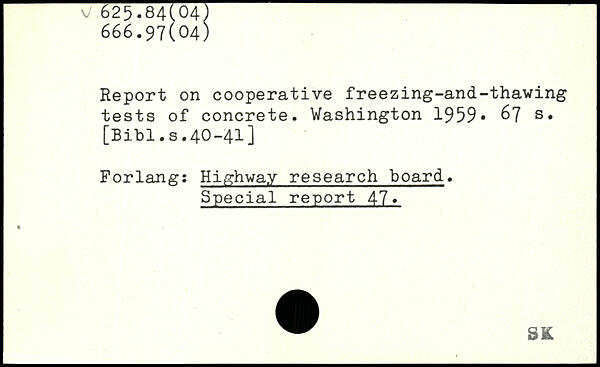 √ 625.84(04)
666.97(04)
Report on cooperative freezing-and-thawing
tests of concrete. Washington 1959. 67 s.
[Bibl.s.40-41]
Forlang: Highway research board.
Special report 47.
SK